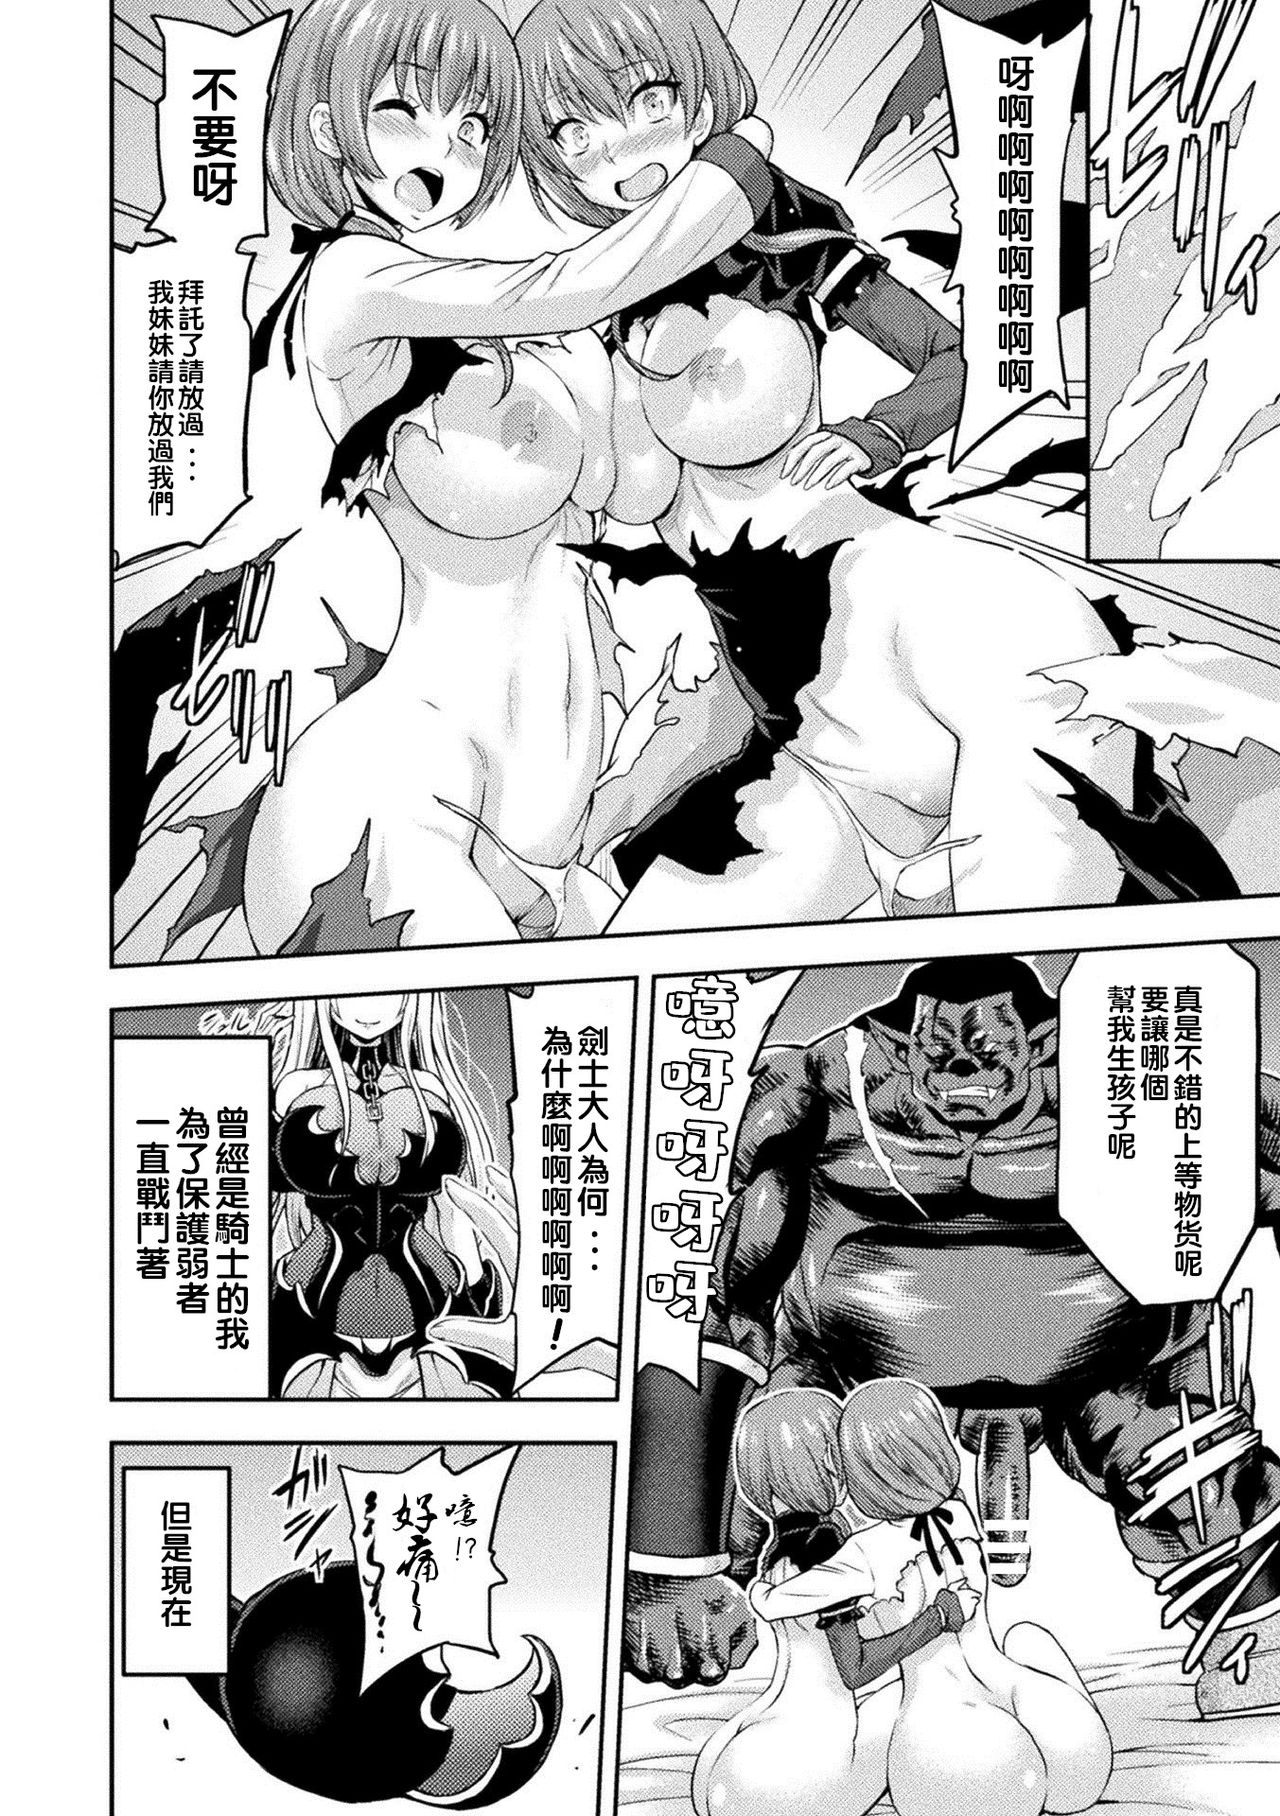 呀啊啊啊啊啊啊啊啊啊
不要呀
拜託了請放過...
我妹妹請你放過我們
真是不錯的上等物货呢
要讓哪個
幫我生孩子呢
噫呀呀呀呀
劍士大人為何...
為什麼啊啊啊啊啊啊！
曾經是騎士的我
為了保護弱者
一直戰鬥著
噫!?
好痛～
但是現在